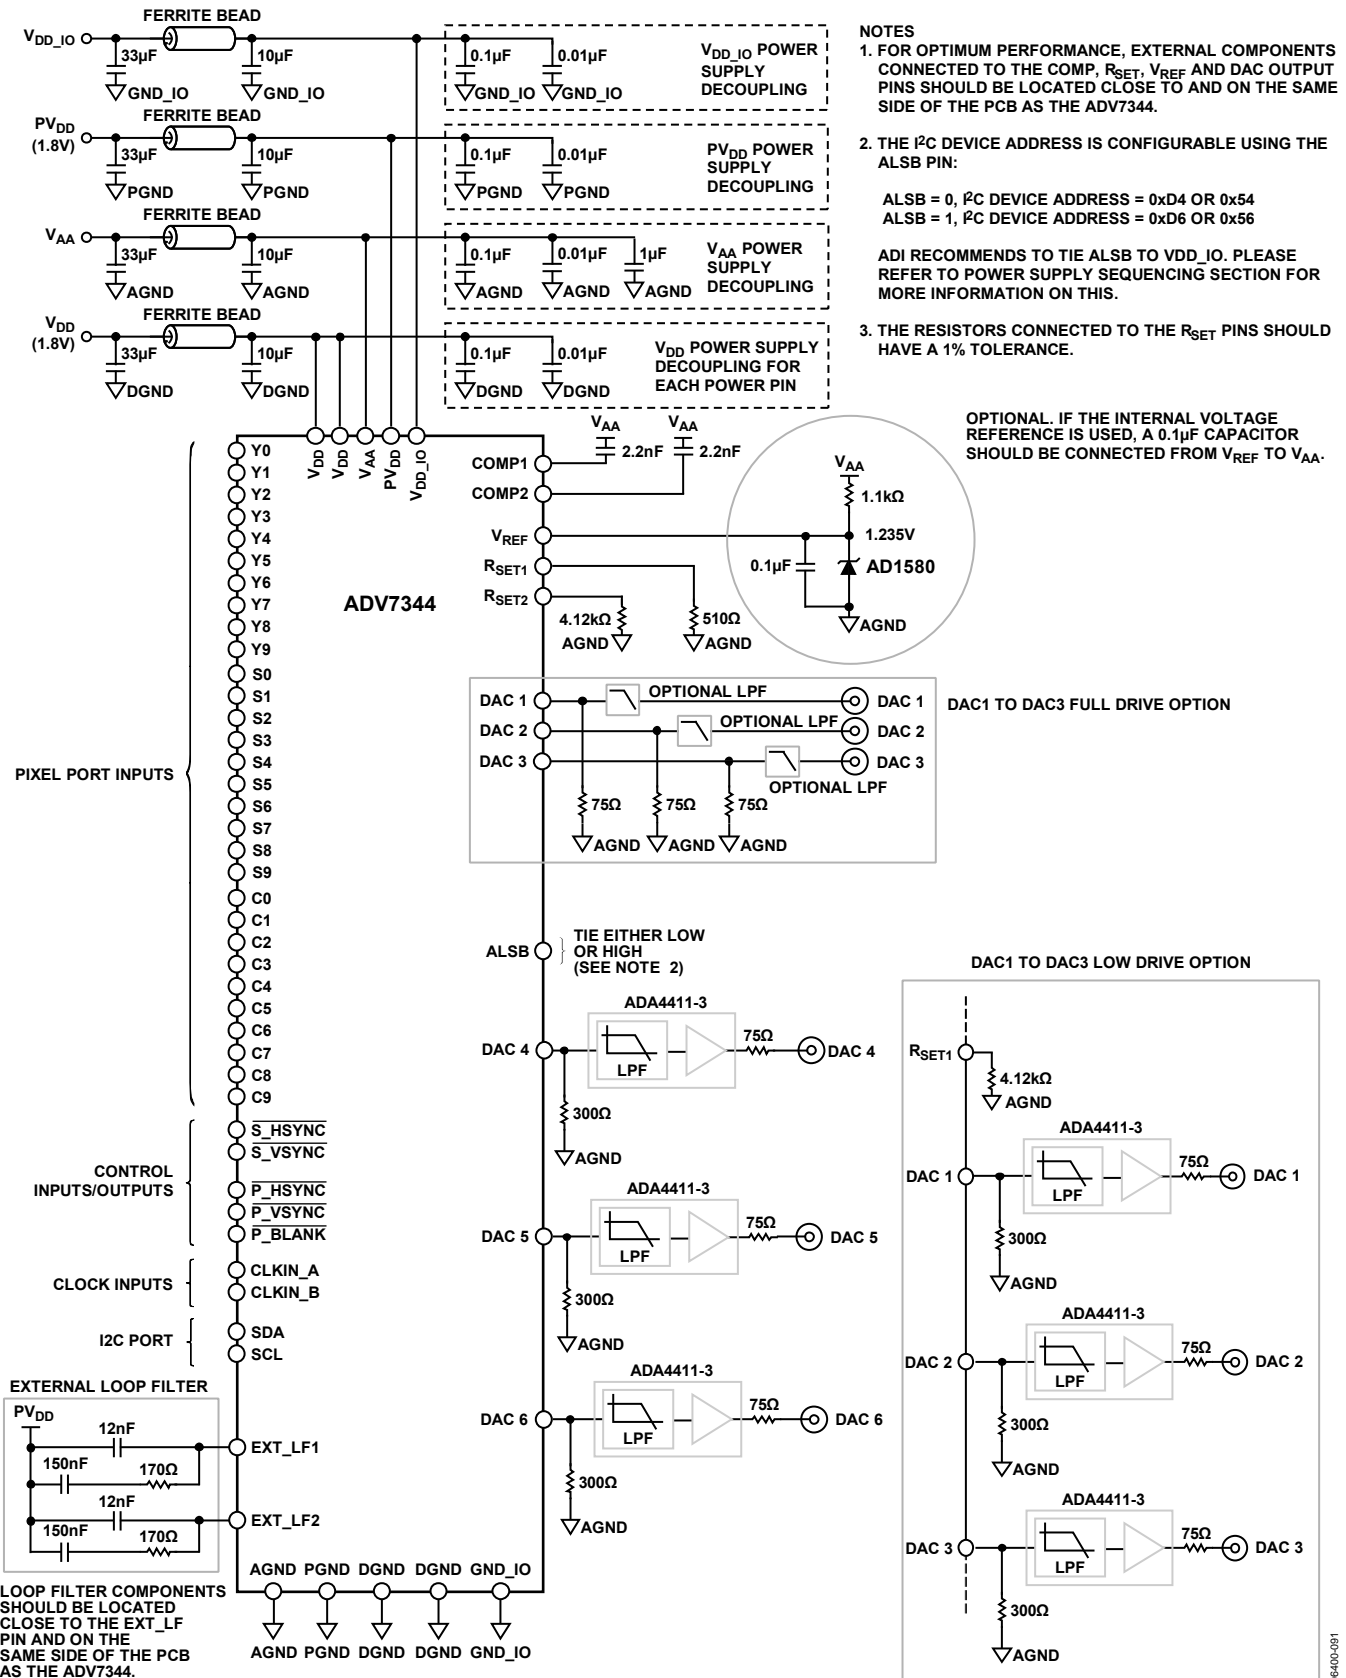 FERRITE BEAD
VDD_IO
33µF
10µF
GND_IO
GND_IO
0.1µF
0.01µF
GND_IO
GND_IO
VDD_IO POWER
SUPPLY
DECOUPLING
FERRITE BEAD
PVDD
(1.8V)
33µF
10µF
PGND
PGND
0.1µF
0.01µF
PGND
PGND
PVDD POWER
SUPPLY
DECOUPLING
FERRITE BEAD
VAA
33µF
10µF
AGND
AGND
0.1µF
0.01µF
1µF
AGND
AGND
AGND
VAA POWER
SUPPLY
DECOUPLING
FERRITE BEAD
VDD
(1.8V)
33µF
10µF
DGND
DGND
0.1µF
0.01µF
DGND
DGND
VDD POWER SUPPLY
DECOUPLING FOR
EACH POWER PIN
NOTES
1. FOR OPTIMUM PERFORMANCE, EXTERNAL COMPONENTS
CONNECTED TO THE COMP, RSET, VREF AND DAC OUTPUT
PINS SHOULD BE LOCATED CLOSE TO AND ON THE SAME
SIDE OF THE PCB AS THE ADV7344.
2. THE I2C DEVICE ADDRESS IS CONFIGURABLE USING THE
ALSB PIN:
ALSB = 0, I2C DEVICE ADDRESS = 0xD4 OR 0x54
ALSB = 1, I2C DEVICE ADDRESS = 0xD6 OR 0x56
ADI RECOMMENDS TO TIE ALSB TO VDD_IO. PLEASE
REFER TO POWER SUPPLY SEQUENCING SECTION FOR
MORE INFORMATION ON THIS.
3. THE RESISTORS CONNECTED TO THE RSET PINS SHOULD
HAVE A 1% TOLERANCE.
OPTIONAL. IF THE INTERNAL VOLTAGE
REFERENCE IS USED, A 0.1µF CAPACITOR
SHOULD BE CONNECTED FROM VREF TO VAA.
VDD
VDD
VAA
PVDD
VDD_IO
ADV7344
PIXEL PORT INPUTS
Y0
Y1
Y2
Y3
Y4
Y5
Y6
Y7
Y8
Y9
S0
S1
S2
S3
S4
S5
S6
S7
S8
S9
C0
C1
C2
C3
C4
C5
C6
C7
C8
C9
CONTROL
INPUTS/OUTPUTS
S_HSYNC
S_VSYNC
P_HSYNC
P_VSYNC
P_BLANK
CLOCK INPUTS
CLKIN_A
CLKIN_B
I2C PORT
SDA
SCL
EXTERNAL LOOP FILTER
PVDD
12nF
150nF
170Ω
EXT_LF1
12nF
150nF
170Ω
EXT_LF2
LOOP FILTER COMPONENTS
SHOULD BE LOCATED
CLOSE TO THE EXT_LF
PIN AND ON THE
SAME SIDE OF THE PCB
AS THE ADV7344.
AGND PGND DGND DGND GND_IO
AGND PGND DGND DGND GND_IO
VAA
VAA
COMP1
2.2nF
2.2nF
COMP2
VREF
RSET1
RSET2
4.12kΩ
AGND
510Ω
AGND
VAA
1.1kΩ
1.235V
0.1µF
AD1580
AGND
DAC 1
OPTIONAL LPF
DAC 1
DAC 2
OPTIONAL LPF
DAC 2
DAC 3
DAC 3
OPTIONAL LPF
75Ω
75Ω
75Ω
AGND
AGND
AGND
DAC1 TO DAC3 FULL DRIVE OPTION
ALSB
TIE EITHER LOW
OR HIGH
(SEE NOTE 2)
ADA4411-3
DAC 4
LPF
75Ω
DAC 4
300Ω
AGND
ADA4411-3
DAC 5
LPF
75Ω
DAC 5
300Ω
AGND
ADA4411-3
DAC 6
LPF
75Ω
DAC 6
300Ω
AGND
DAC1 TO DAC3 LOW DRIVE OPTION
RSET1
4.12kΩ
AGND
ADA4411-3
DAC 1
LPF
75Ω
DAC 1
300Ω
AGND
ADA4411-3
DAC 2
LPF
75Ω
DAC 2
300Ω
AGND
ADA4411-3
DAC 3
LPF
75Ω
DAC 3
300Ω
AGND
06400-091